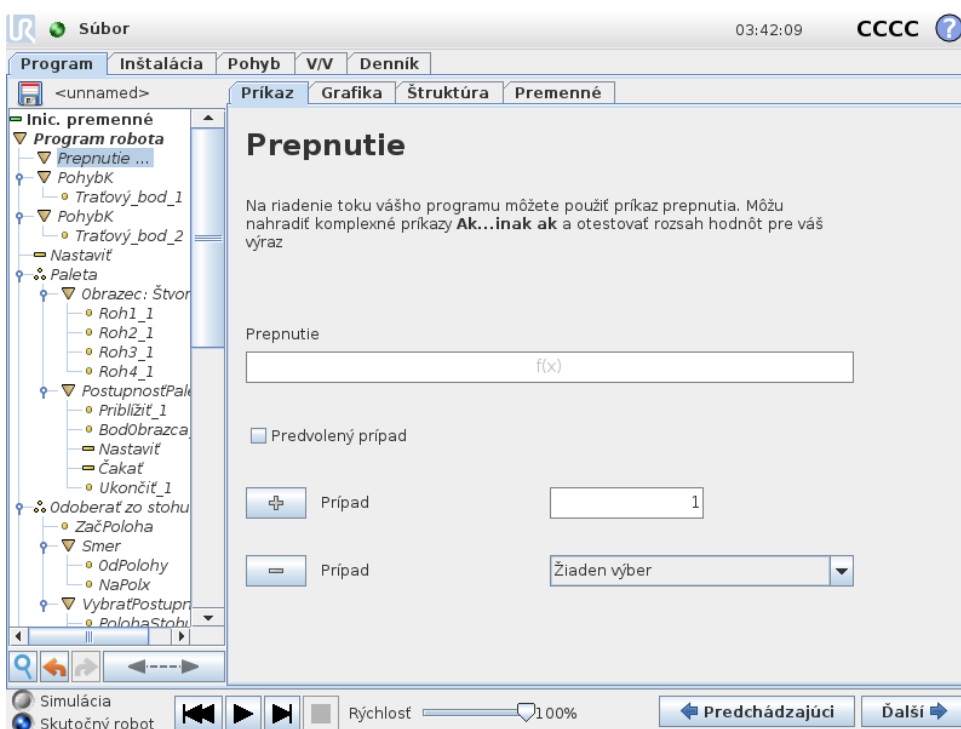 UR Súbor 03:42:09 CCCC ?
Program Inštalácia Pohyb V/V Denník
<unnamed> Príkaz Grafika Štruktúra Premenné
Inic. premenné
Program robota
Prepnutie ...
PohybK
Traťový_bod_1
PohybK
Traťový_bod_2
Nastaviť
Paleta
Obrazec: Štvor
Roh1_1
Roh2_1
Roh3_1
Roh4_1
PostupnosťPale
Priblížiť_1
BodObrazca_
Nastaviť
Čakať
Ukončiť_1
Odoberať zo stohu
ZačPoloha
Smer
OdPolohy
NaPolx
VybraťPostupn
PolohaStohu
Prepnutie
Na riadenie toku vášho programu môžete použiť príkaz prepnutia. Môžu
nahradiť komplexné príkazy Ak...inak ak a otestovať rozsah hodnôt pre váš
výraz
Prepnutie
f(x)
Predvolený prípad
Prípad 1
Prípad Žiaden výber
Simulácia
Skutočný robot
Rýchlosť 100%
Predchádzajúci Ďalší